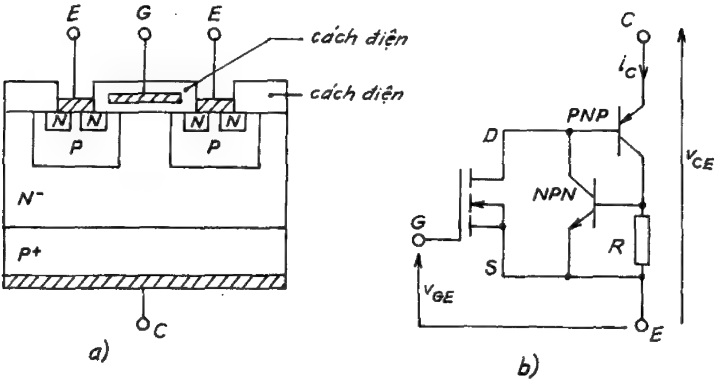 E G E
cách điện
cách điện
N N N N
P P
N⁻
P+
C
a)
C
i_C
PNP
D
NPN
V_CE
G
R
S
V_GE
E
b)